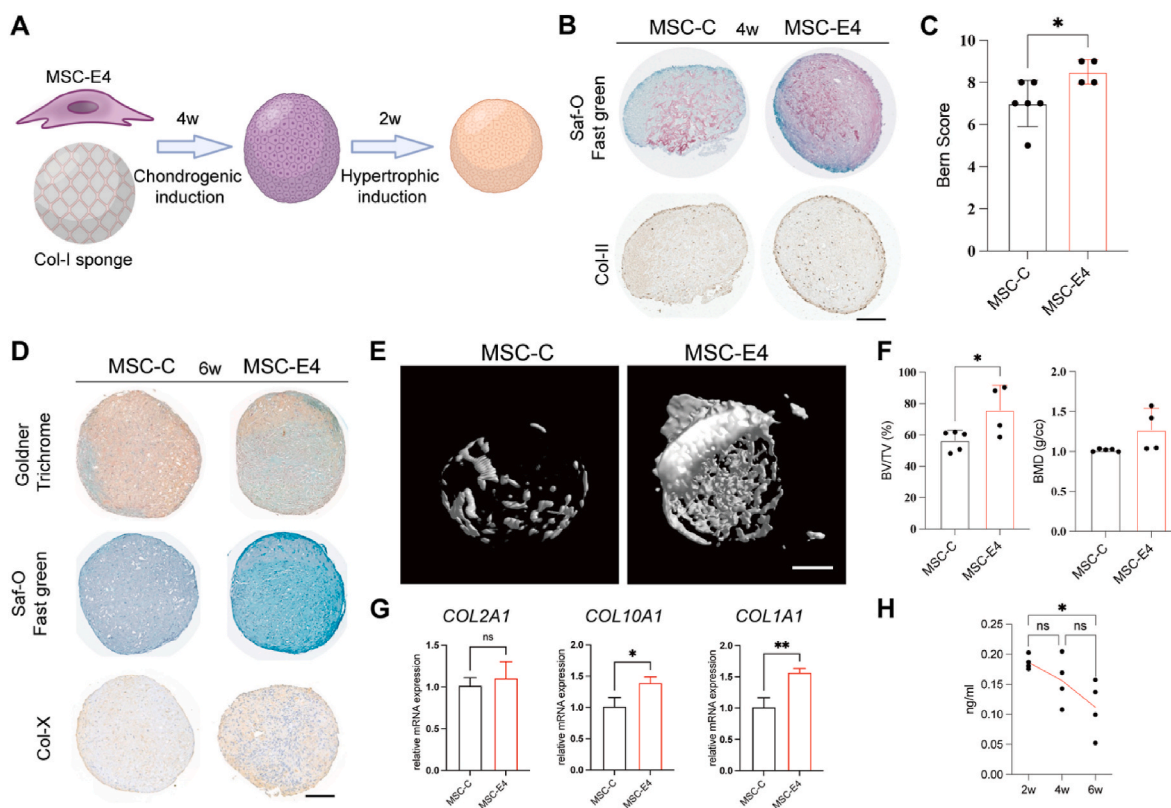 A
MSC-E4
Col-I sponge
4w
Chondrogenic
induction
2w
Hypertrophic
induction
B
MSC-C 4w MSC-E4
Saf-O
Fast green
Col-II
C
*
Bern Score
10
8
6
4
2
0
MSC-C
MSC-E4
D
MSC-C 6w MSC-E4
Goldner
Trichrome
Saf-O
Fast green
Col-X
E
MSC-C
MSC-E4
F
*
BV/TV (%)
100
80
60
40
20
0
MSC-C
MSC-E4
BMD (g/cc)
2.0
1.5
1.0
0.5
0.0
MSC-C
MSC-E4
G
COL2A1
ns
relative mRNA expression
1.5
1.0
0.5
0.0
MSC-C
MSC-E4
COL10A1
*
relative mRNA expression
2.0
1.5
1.0
0.5
0.0
MSC-C
MSC-E4
COL1A1
**
relative mRNA expression
2.0
1.5
1.0
0.5
0.0
MSC-C
MSC-E4
H
*
ns
ns
ng/ml
0.25
0.20
0.15
0.10
0.05
0.00
2w
4w
6w